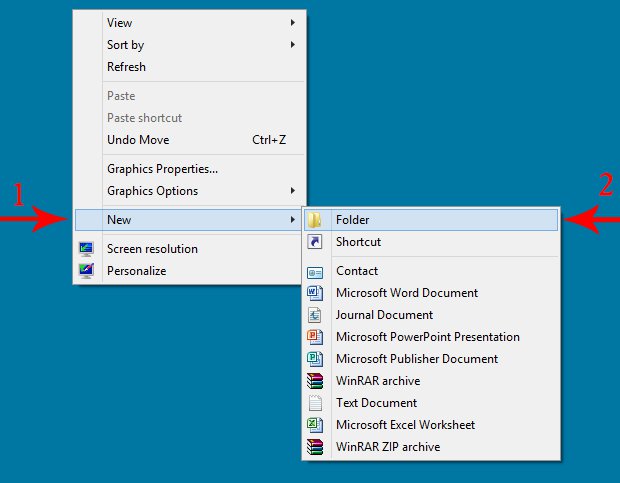 View
Sort by
Refresh
Paste
Paste shortcut
Undo Move Ctrl+Z
Graphics Properties...
Graphics Options
1
New
Screen resolution
Personalize
2
Folder
Shortcut
Contact
Microsoft Word Document
Journal Document
Microsoft PowerPoint Presentation
Microsoft Publisher Document
WinRAR archive
Text Document
Microsoft Excel Worksheet
WinRAR ZIP archive